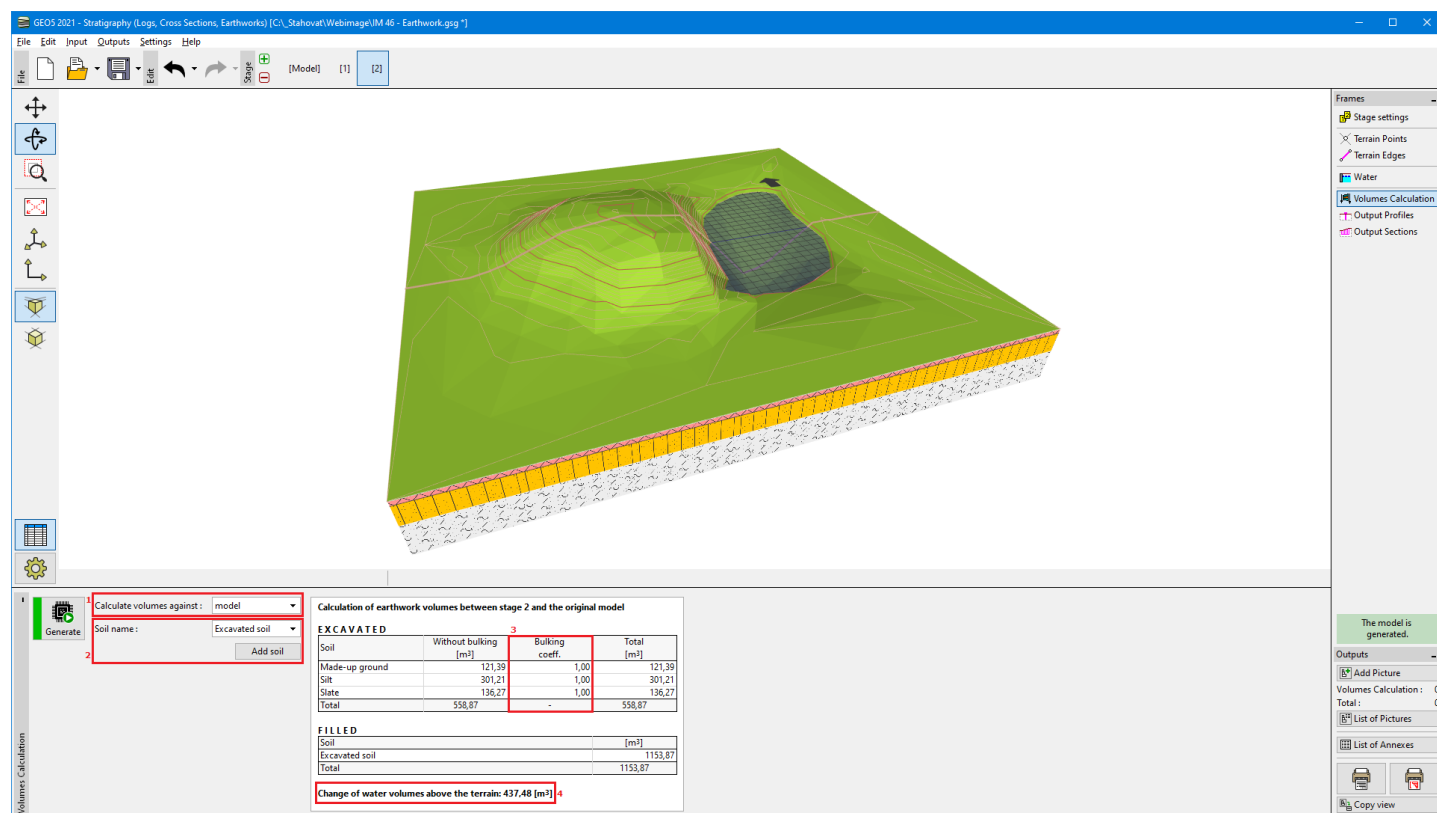 GEO5 2021 - Stratigraphy (Logs, Cross Sections, Earthworks) [C:\_Stahovat\Webimage\IM 46 - Earthwork.gsg *]
File Edit Input Outputs Settings Help
File
Edit
Stage
[Model] [1] [2]
Frames
Stage settings
Terrain Points
Terrain Edges
Water
Volumes Calculation
Output Profiles
Output Sections
The model is
generated.
Outputs
Add Picture
Volumes Calculation : 0
Total : 0
List of Pictures
List of Annexes
Copy view
Volumes Calculation
Generate
1
Calculate volumes against : model
2
Soil name : Excavated soil
Add soil
Calculation of earthwork volumes between stage 2 and the original model
EXCAVATED
3
Soil Without bulking [m³] Bulking coeff. Total [m³]
Made-up ground 121,39 1,00 121,39
Silt 301,21 1,00 301,21
Slate 136,27 1,00 136,27
Total 558,87 - 558,87
FILLED
Soil [m³]
Excavated soil 1153,87
Total 1153,87
Change of water volumes above the terrain: 437,48 [m³] 4